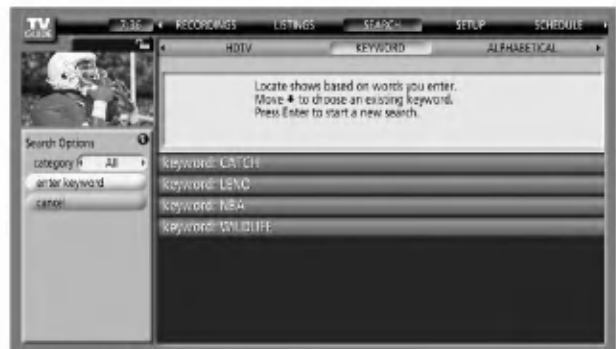 TV
GUIDE
7:36 RECORDINGS LISTINGS SEARCH SETUP SCHEDULE
HDTV KEYWORD ALPHABETICAL
Locate shows based on words you enter.
Move to choose an existing keyword.
Press Enter to start a new search.
Search Options
category All
enter keyword
cancel
keyword: CATCH
keyword: LENO
keyword: NBA
keyword: WILDLIFE